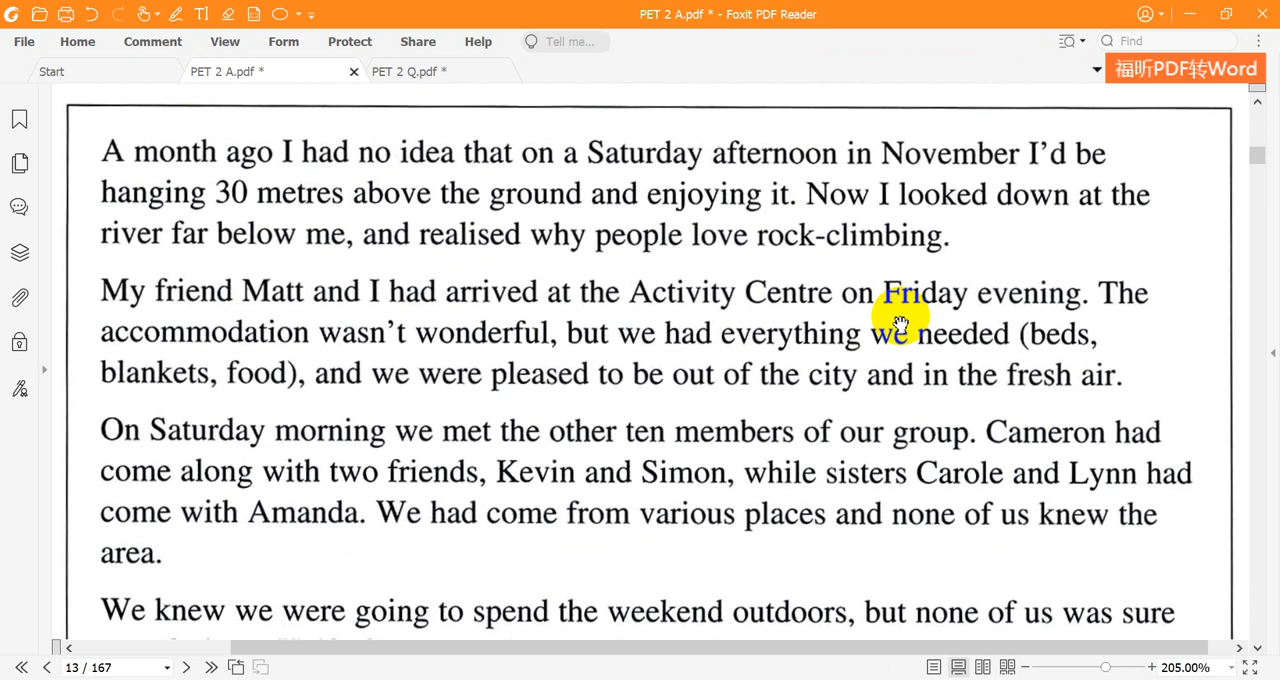 PET 2 A.pdf * - Foxit PDF Reader
File Home Comment View Form Protect Share Help Tell me... Find
Start PET 2 A.pdf * PET 2 Q.pdf * 福昕PDF转Word
A month ago I had no idea that on a Saturday afternoon in November I'd be
hanging 30 metres above the ground and enjoying it. Now I looked down at the
river far below me, and realised why people love rock-climbing.
My friend Matt and I had arrived at the Activity Centre on Friday evening. The
accommodation wasn't wonderful, but we had everything we needed (beds,
blankets, food), and we were pleased to be out of the city and in the fresh air.
On Saturday morning we met the other ten members of our group. Cameron had
come along with two friends, Kevin and Simon, while sisters Carole and Lynn had
come with Amanda. We had come from various places and none of us knew the
area.
We knew we were going to spend the weekend outdoors, but none of us was sure
13 / 167 205.00%